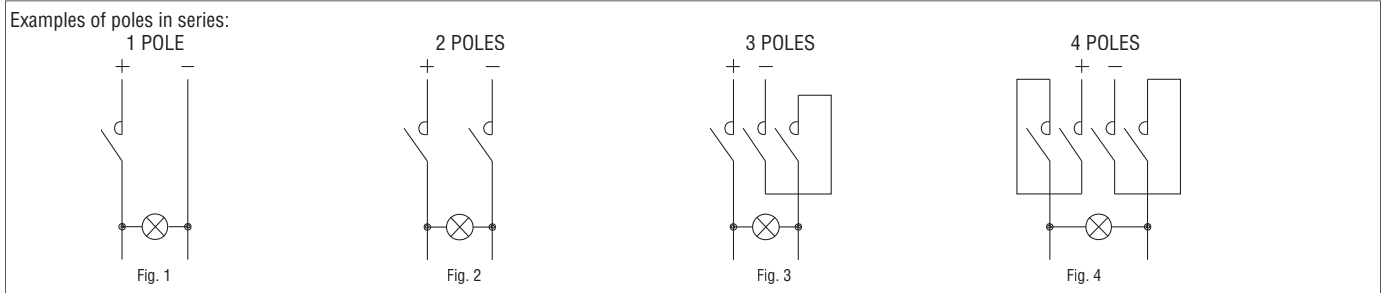 Examples of poles in series:
1 POLE 2 POLES 3 POLES 4 POLES
+ − + − + − + −
Fig. 1 Fig. 2 Fig. 3 Fig. 4